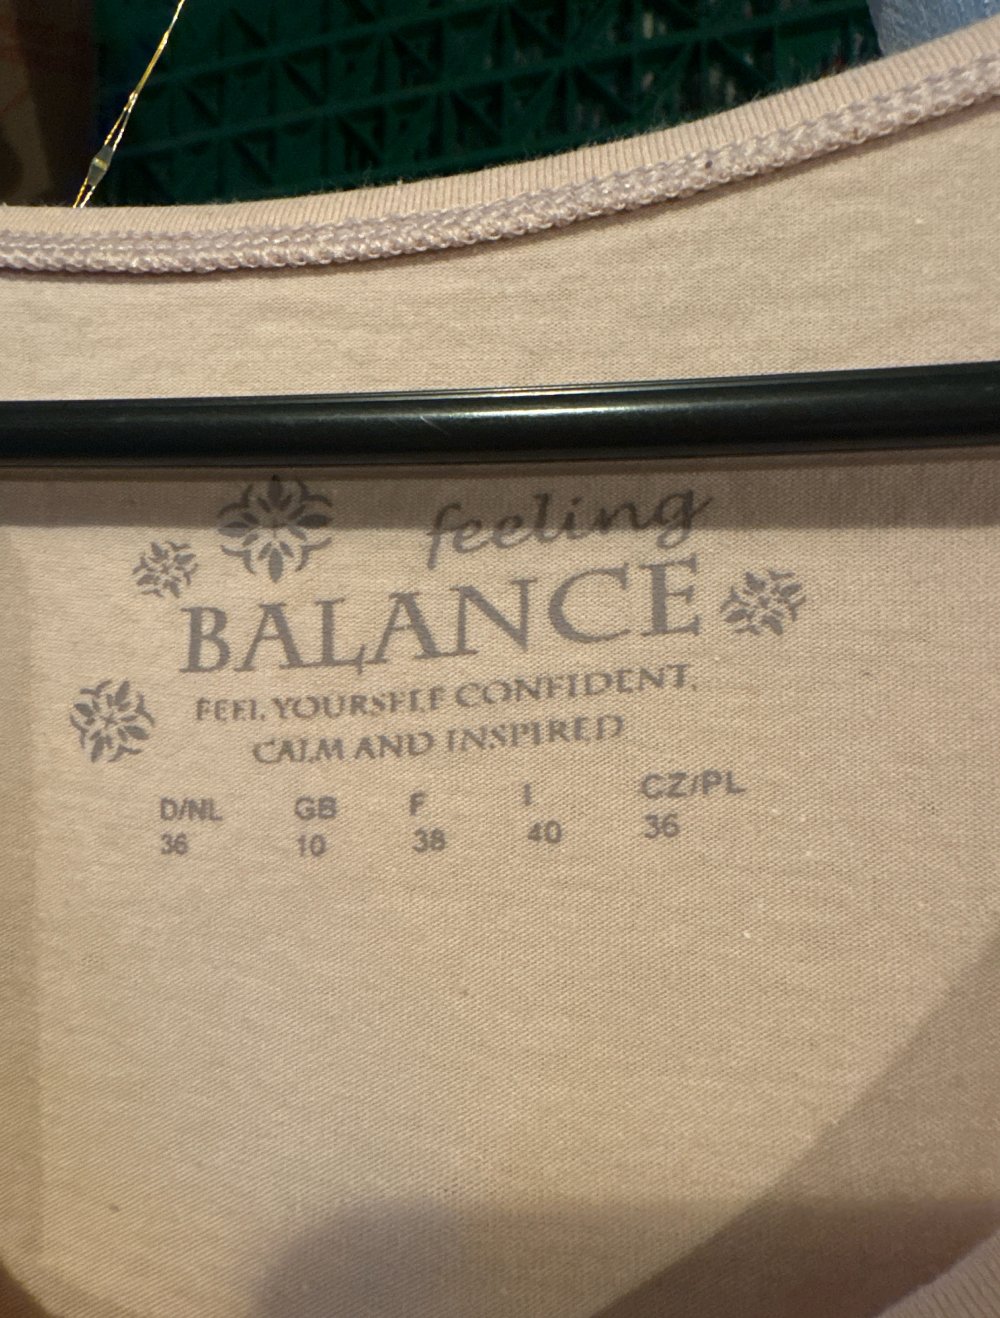 feeling
BALANCE
FEEL YOURSELF CONFIDENT,
CALM AND INSPIRED
D/NL GB F I CZ/PL
36 10 38 40 36